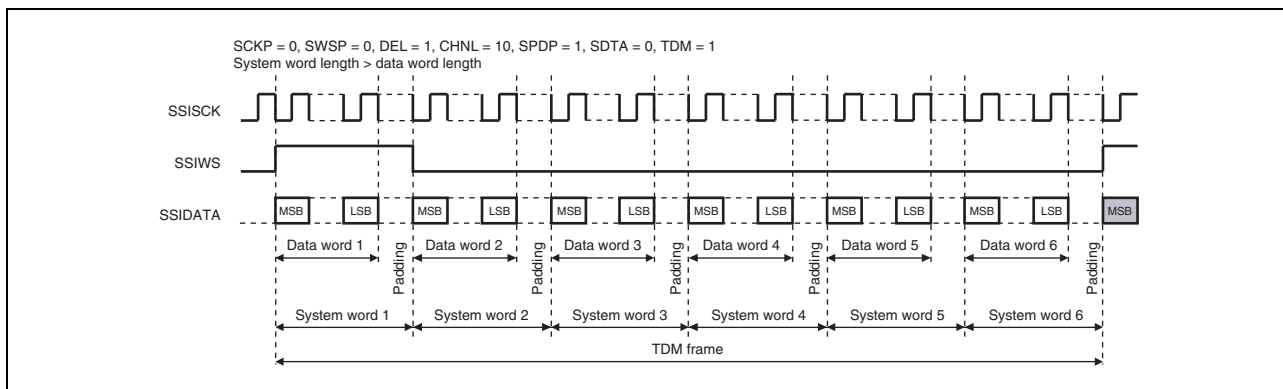 SCKP = 0, SWSP = 0, DEL = 1, CHNL = 10, SPDP = 1, SDTA = 0, TDM = 1
System word length > data word length
SSISCK
SSIWS
SSIDATA
MSB LSB MSB LSB MSB LSB MSB LSB MSB LSB MSB LSB MSB
Data word 1 Padding Data word 2 Padding Data word 3 Padding Data word 4 Padding Data word 5 Data word 6 Padding
System word 1 System word 2 System word 3 System word 4 System word 5 System word 6
TDM frame